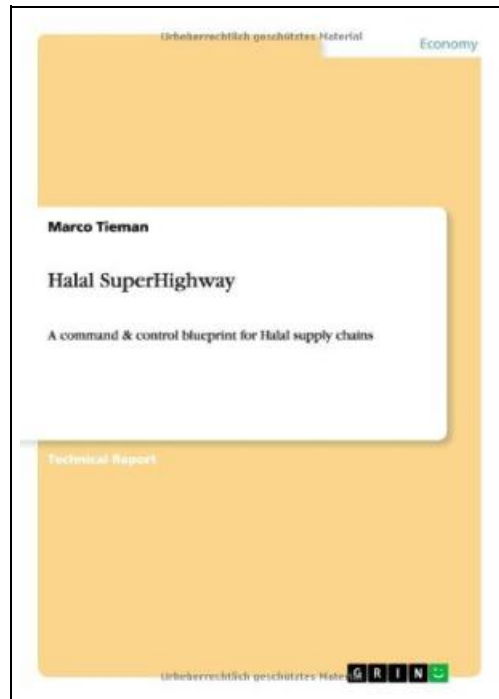 Urheberrechtlich geschütztes Material
Economy
Marco Tieman
Halal SuperHighway
A command & control blueprint for Halal supply chains
Technical Report
Urheberrechtlich geschütztes Mate
GRIN